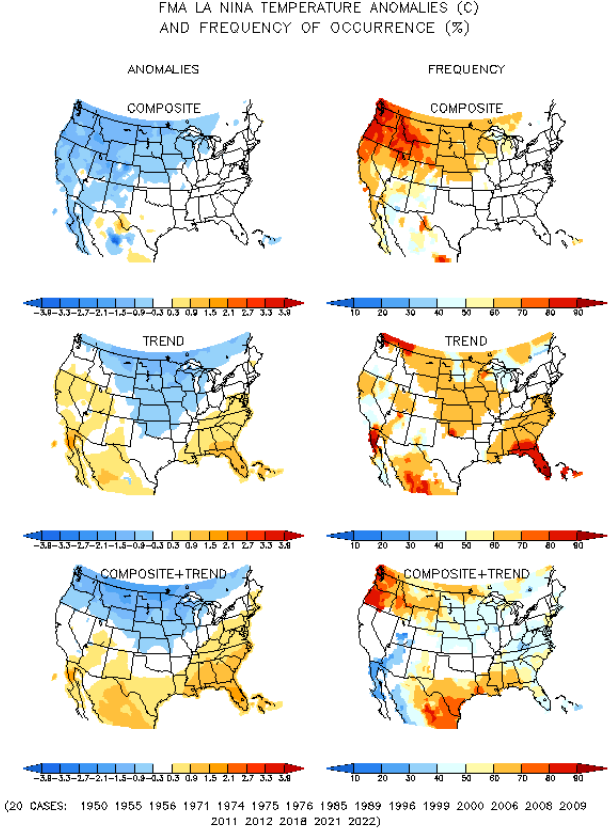 FMA LA NINA TEMPERATURE ANOMALIES (C)
AND FREQUENCY OF OCCURRENCE (%)
ANOMALIES FREQUENCY
COMPOSITE COMPOSITE
-3.9 -3.3 -2.7 -2.1 -1.5 -0.9 -0.3 0.3 0.9 1.5 2.1 2.7 3.3 3.9 10 20 30 40 50 60 70 80 90
TREND TREND
-3.9 -3.3 -2.7 -2.1 -1.5 -0.9 -0.3 0.3 0.9 1.5 2.1 2.7 3.3 3.9 10 20 30 40 50 60 70 80 90
COMPOSITE+TREND COMPOSITE+TREND
-3.9 -3.3 -2.7 -2.1 -1.5 -0.9 -0.3 0.3 0.9 1.5 2.1 2.7 3.3 3.9 10 20 30 40 50 60 70 80 90
(20 CASES: 1950 1955 1956 1971 1974 1975 1976 1985 1989 1996 1999 2000 2006 2008 2009
2011 2012 2018 2021 2022)